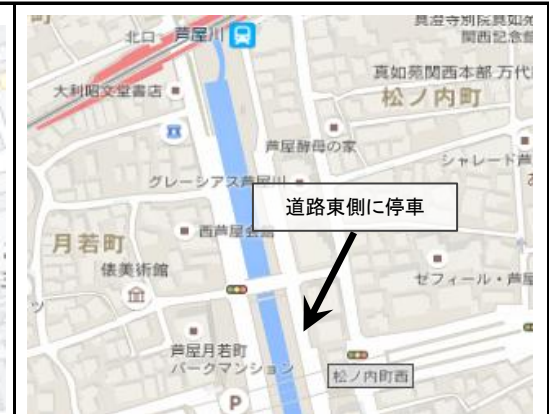 真如苑関西本部 万代
松ノ内町
北口
芦屋川
大利昭文堂書店
芦屋酵母の家
シャレード芦
グレーシアス芦屋川
道路東側に停車
月若町
西芦屋会館
俵美術館
ゼフィール・芦屋
芦屋月若町
パークマンション
松ノ内町西
P